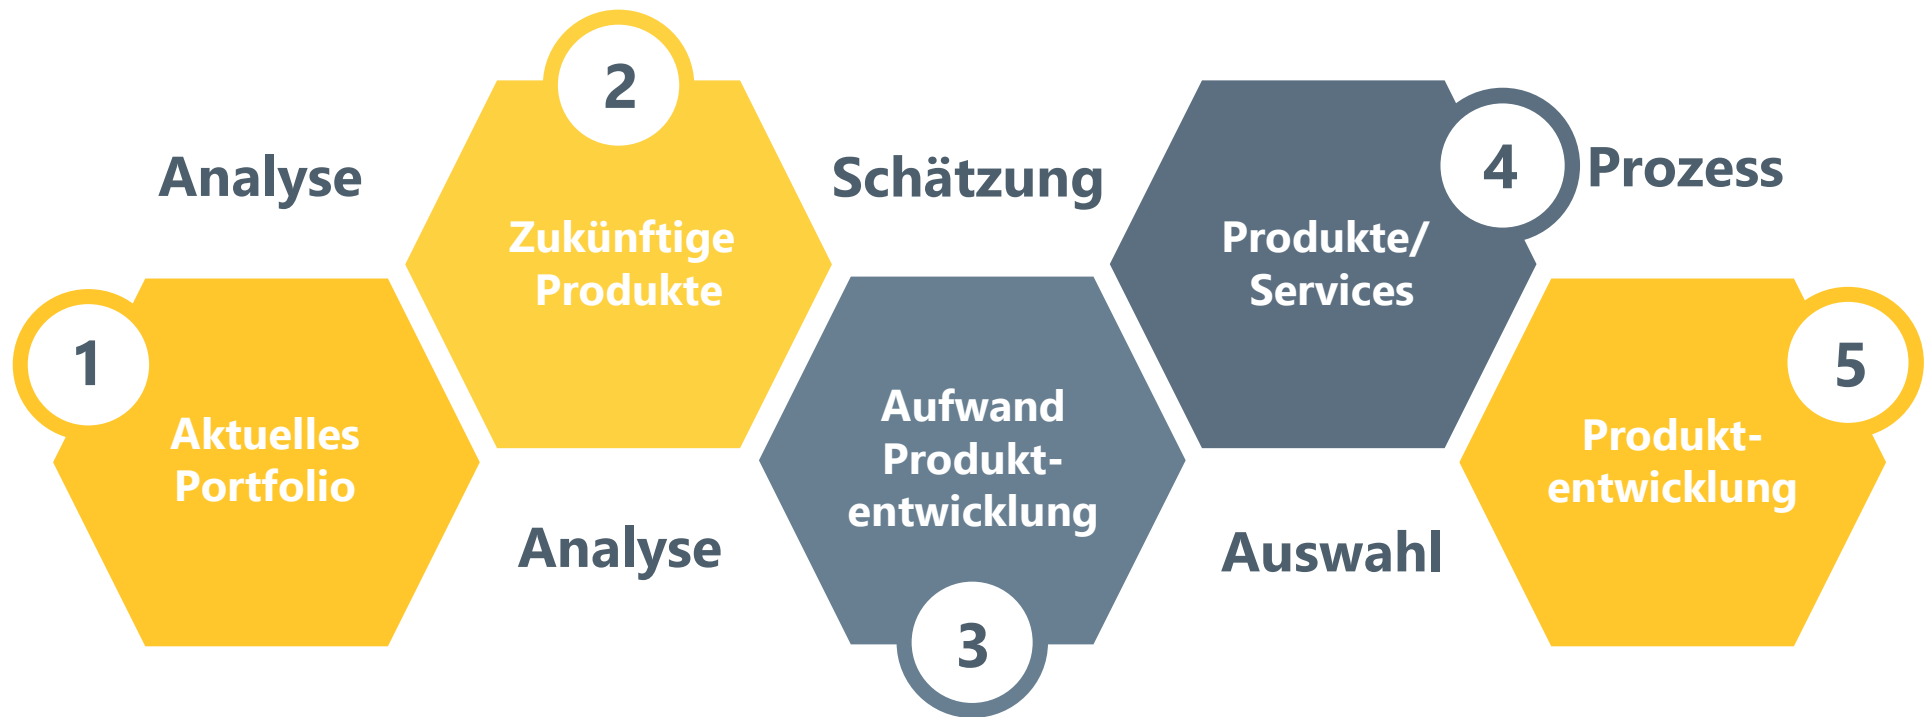 Analyse
1
Aktuelles
Portfolio
2
Zukünftige
Produkte
Analyse
Schätzung
Aufwand
Produkt-
entwicklung
3
4
Produkte/
Services
Auswahl
Prozess
5
Produkt-
entwicklung